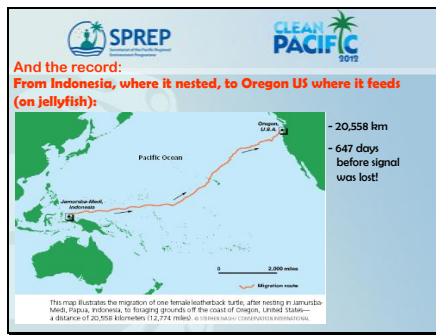 SPREP
Secretariat of the Pacific Regional
Environment Programme
CLEAN
PACIFIC
2012
And the record:
From Indonesia, where it nested, to Oregon US where it feeds
(on jellyfish):
Oregon,
U.S.A.
Pacific Ocean
Jamursba-Medi,
Indonesia
0 2,000 miles
Migration route
- 20,558 km
- 647 days
before signal
was lost!
This map illustrates the migration of one female leatherback turtle, after nesting in Jamursba-
Medi, Papua, Indonesia, to foraging grounds off the coast of Oregon, United States—
a distance of 20,558 kilometers (12,774 miles). © STEPHEN NASH/ CONSERVATION INTERNATIONAL